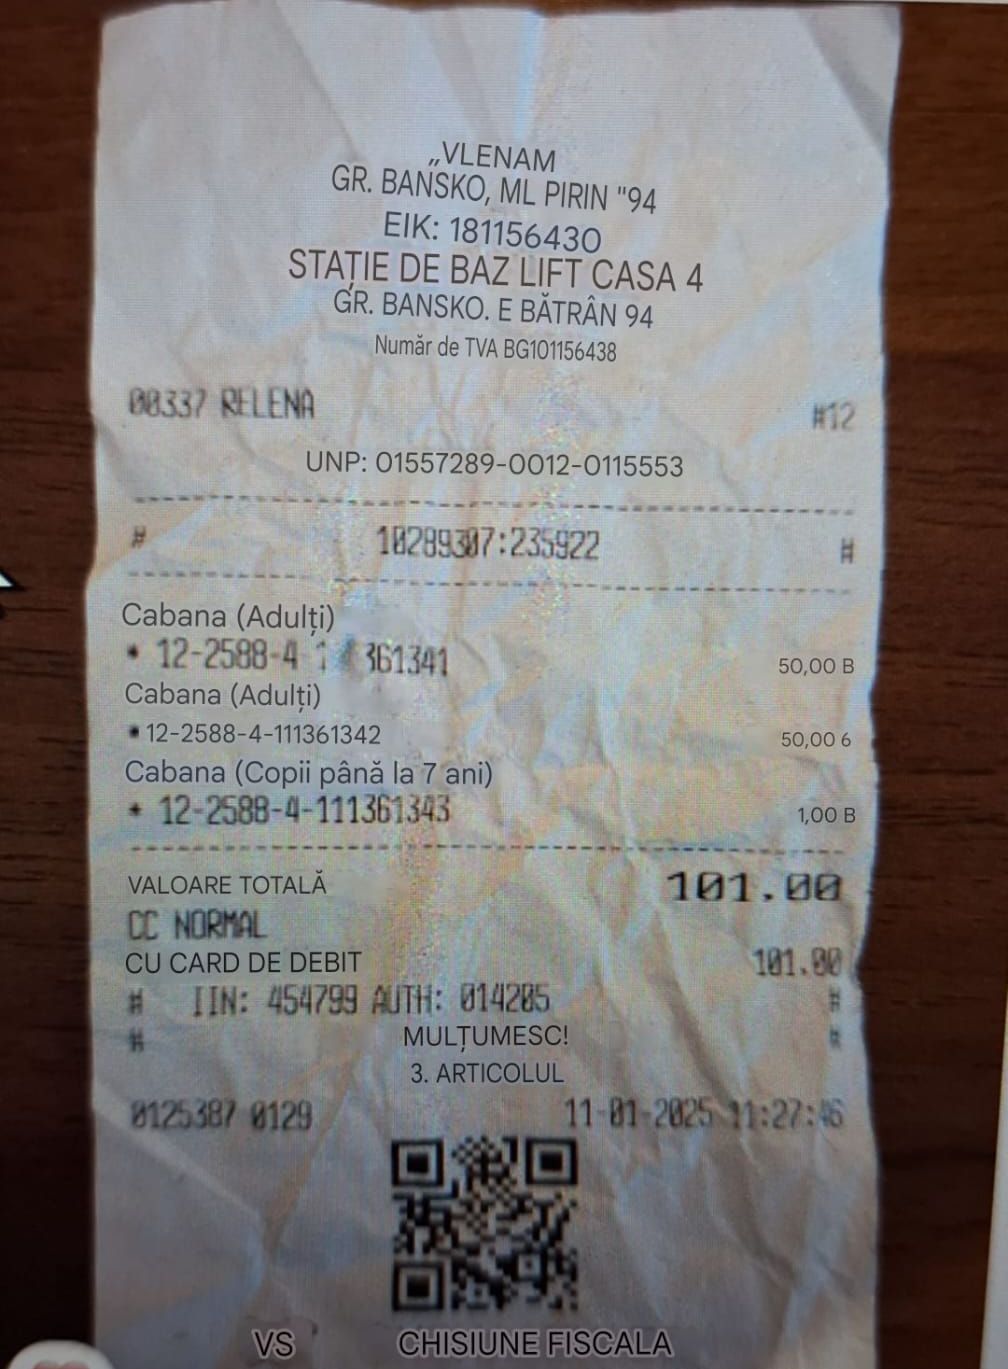 „VLENAM
GR. BANSKO, ML PIRIN "94
EIK: 181156430
STAȚIE DE BAZ LIFT CASA 4
GR. BANSKO. E BĂTRÂN 94
Număr de TVA BG101156438
00337 RELENA #12
UNP: 01557289-0012-0115553
# 10289307:235922 #
Cabana (Adulți)
* 12-2588-4 361341 50,00 B
Cabana (Adulți)
* 12-2588-4-111361342 50,00 6
Cabana (Copii până la 7 ani)
* 12-2588-4-111361343 1,00 B
VALOARE TOTALĂ 101.00
CC NORMAL
CU CARD DE DEBIT 101.00
# IIN: 454799 AUTH: 014205 #
# MULȚUMESC! #
3. ARTICOLUL
0125387 0129 11-01-2025 11:27:46
VS CHISIUNE FISCALA